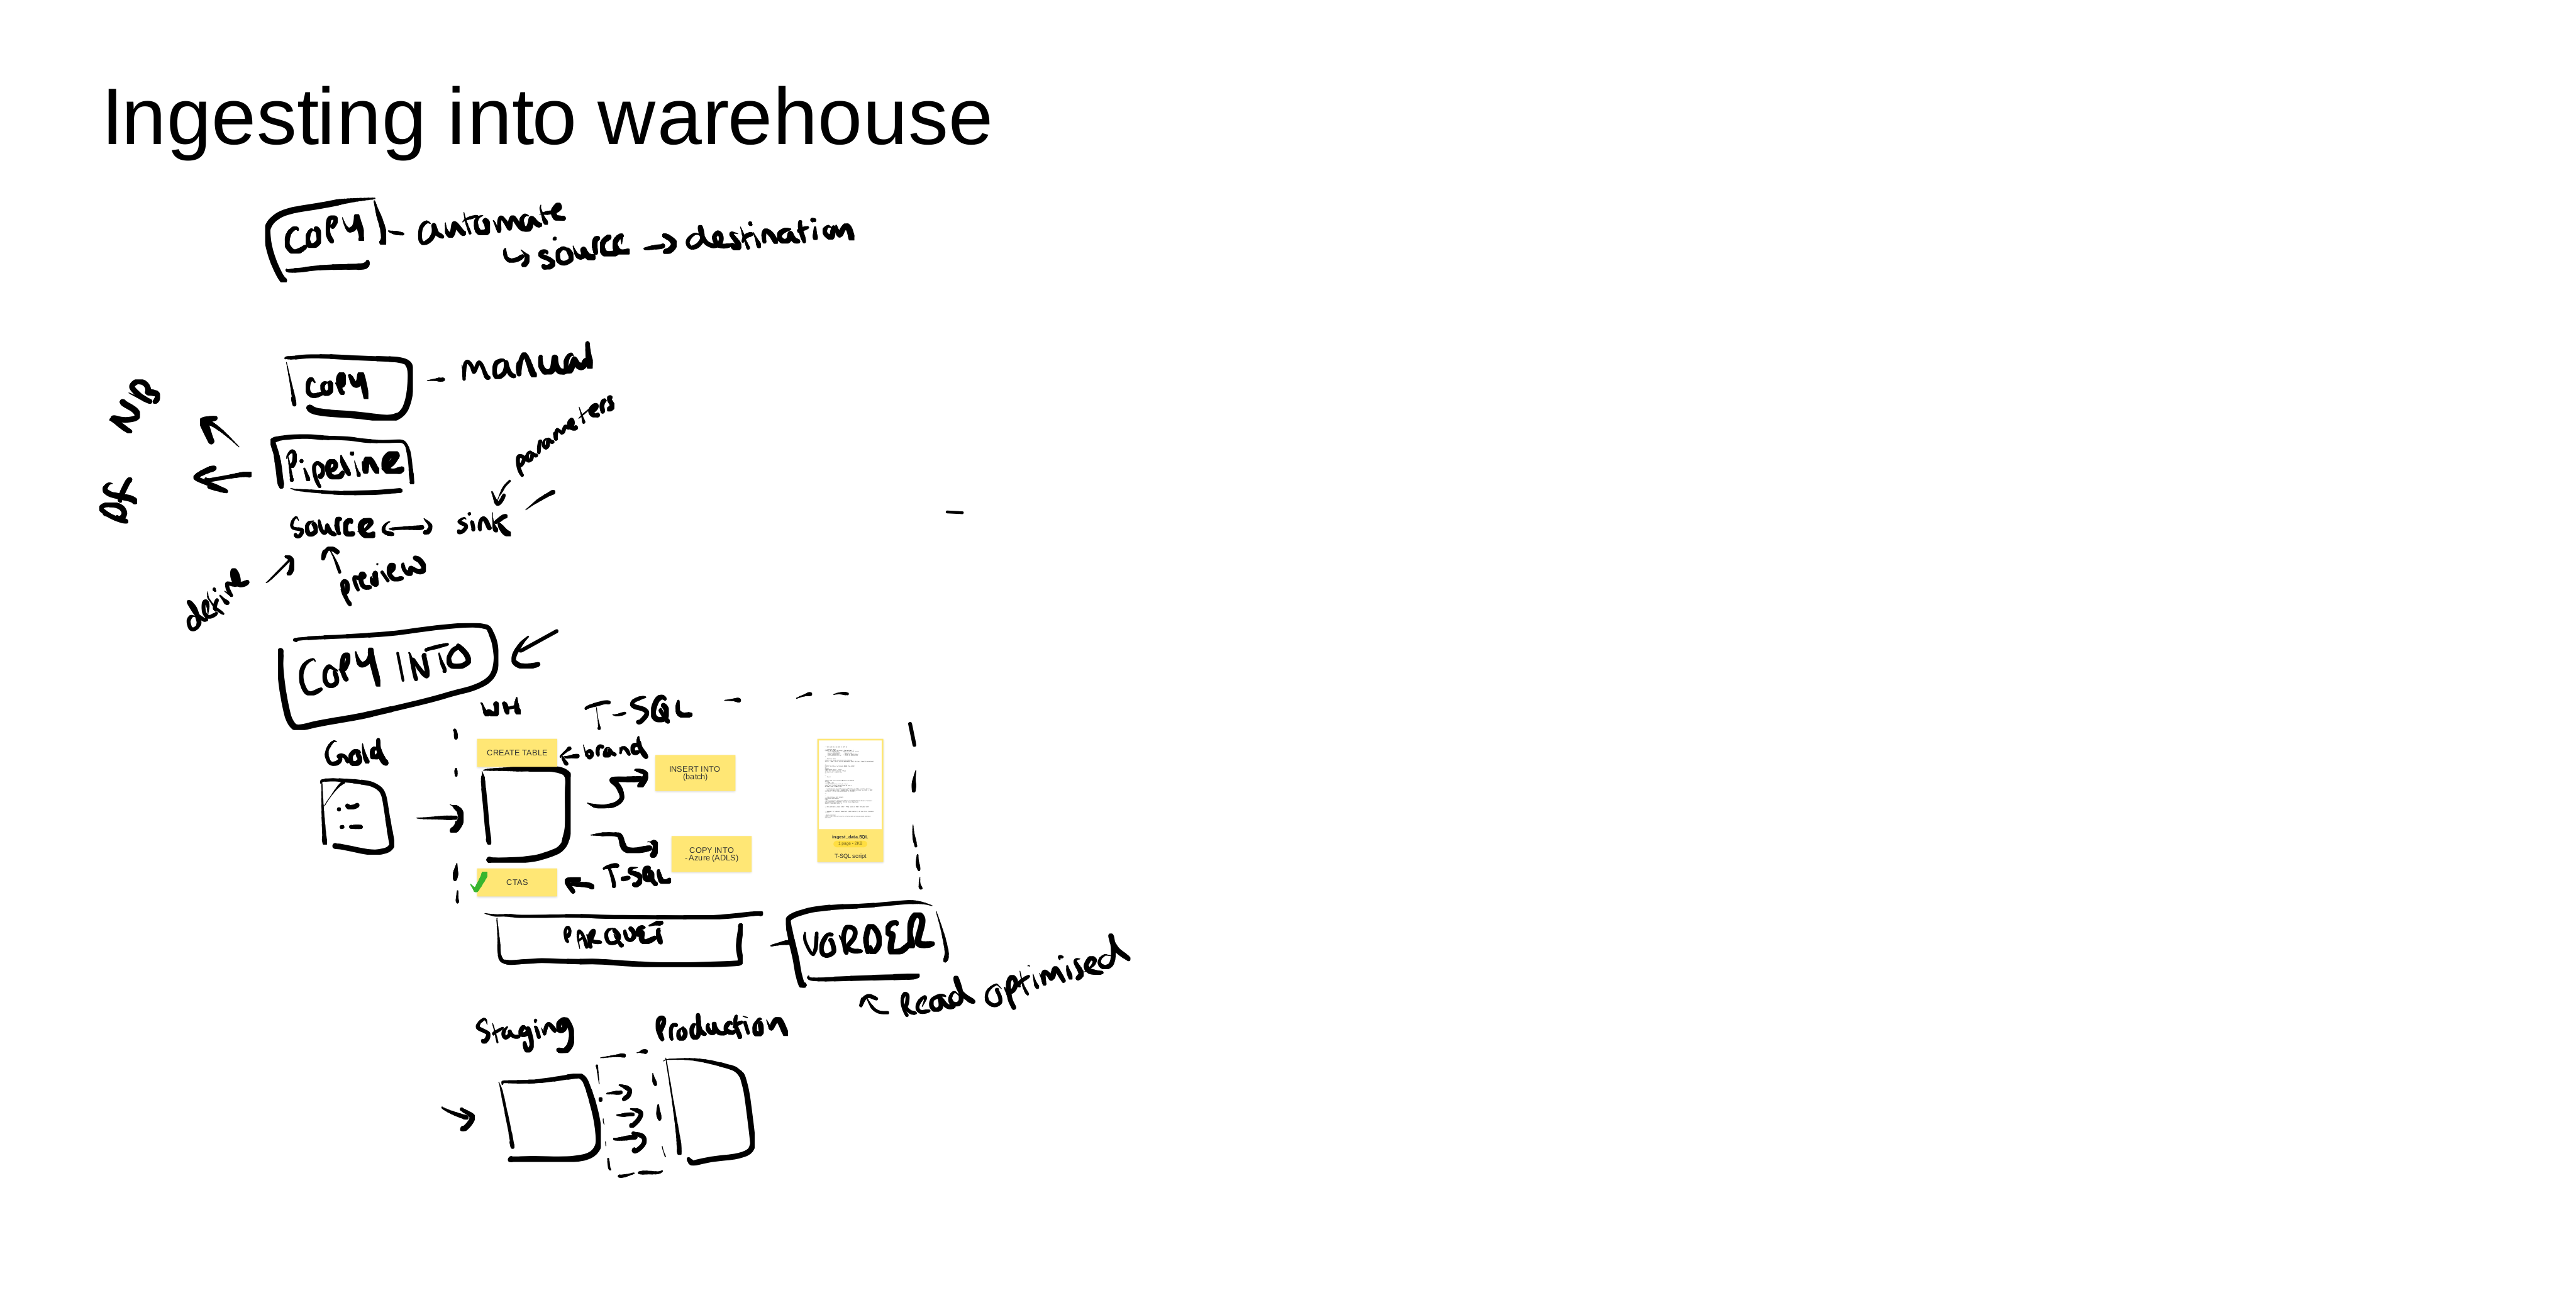 Ingesting into warehouse
COPY - automate
↳ source → destination
COPY - manual
NB
parameters
Pipeline
DF
source ↔ sink
define
preview
COPY INTO
WH
T-SQL
Gold
CREATE TABLE
← brand
INSERT INTO
(batch)
COPY INTO
- Azure (ADLS)
CTAS
← T-SQL
ingest_data.SQL
T-SQL script
PARQUET - VORDER
Read optimised
Staging
Production